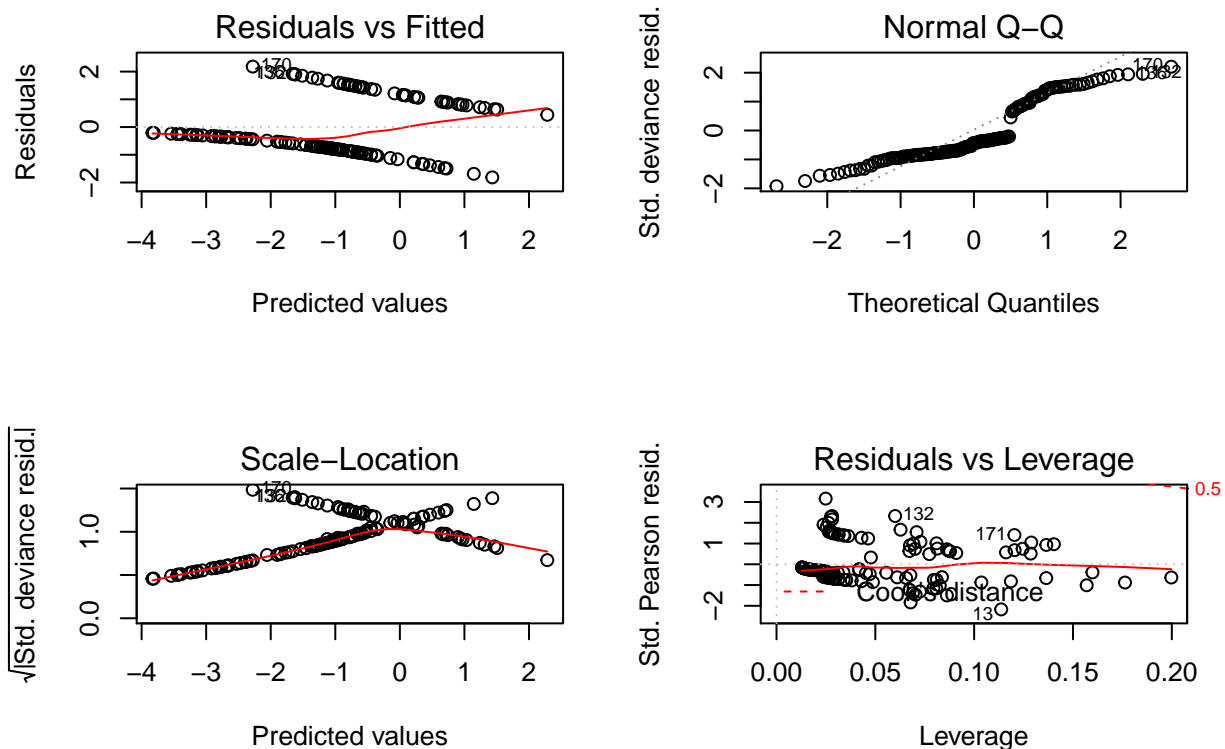 Residuals vs Fitted
Residuals
2
0
−2
170
−4 −3 −2 −1 0 1 2
Predicted values
Normal Q−Q
Std. deviance resid.
2
0
−2
170
132
−2 −1 0 1 2
Theoretical Quantiles
Scale−Location
√|Std. deviance resid.|
1.0
0.0
170
−4 −3 −2 −1 0 1 2
Predicted values
Residuals vs Leverage
Std. Pearson resid.
3
1
−2
132
171
13
Cook's distance
0.5
0.00 0.05 0.10 0.15 0.20
Leverage